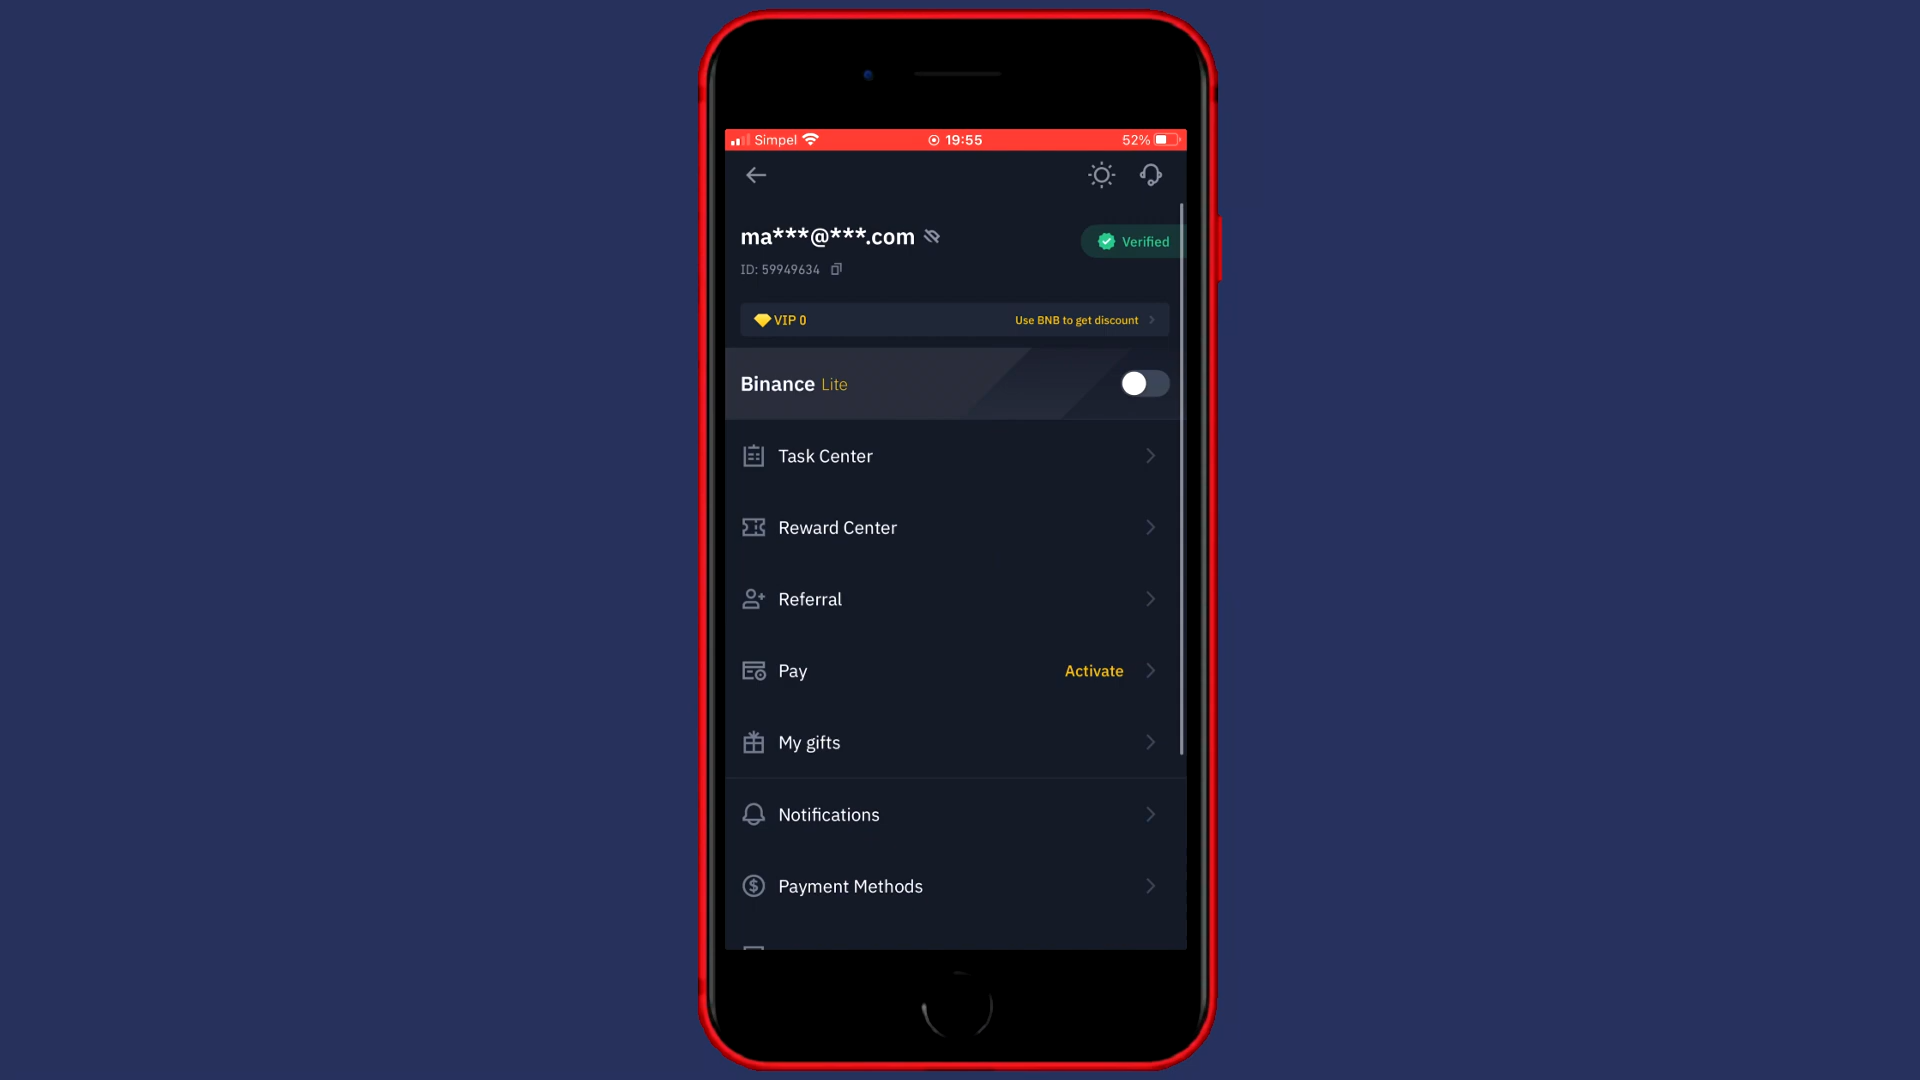 Simpel 19:55 52%
ma***@***.com
Verified
ID: 59949634
VIP 0 Use BNB to get discount
Binance Lite
Task Center
Reward Center
Referral
Pay Activate
My gifts
Notifications
Payment Methods